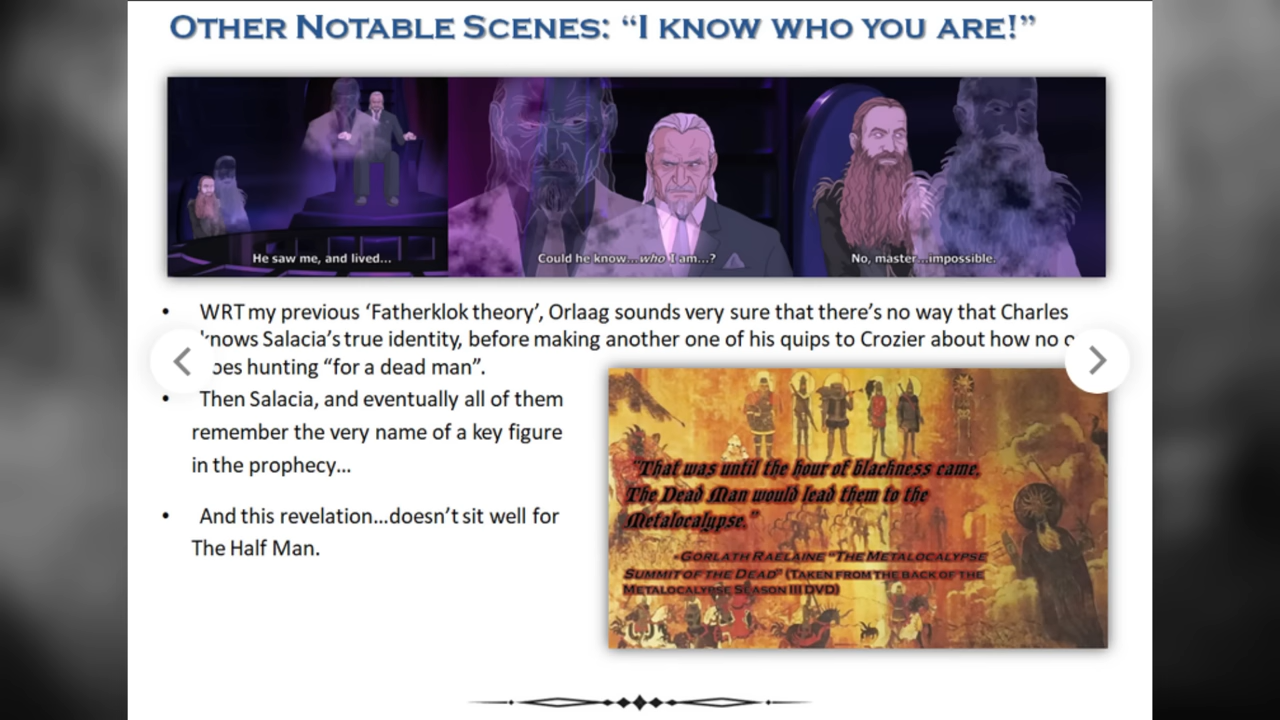 OTHER NOTABLE SCENES: “I KNOW WHO YOU ARE!”
He saw me, and lived...
Could he know...who I am...?
No, master...impossible.
• WRT my previous ‘Fatherklok theory’, Orlaag sounds very sure that there’s no way that Charles
knows Salacia’s true identity, before making another one of his quips to Crozier about how no
hunting “for a dead man”.
• Then Salacia, and eventually all of them
remember the very name of a key figure
in the prophecy...
• And this revelation...doesn’t sit well for
The Half Man.
"That was until the hour of blackness came.
The Dead Man would lead them to the
Metalocalypse."
-GORLATH RAELAINE "THE METALOCALYPSE
SUMMIT OF THE DEAD" (TAKEN FROM THE BACK OF THE
METALOCALYPSE SEASON III DVD)